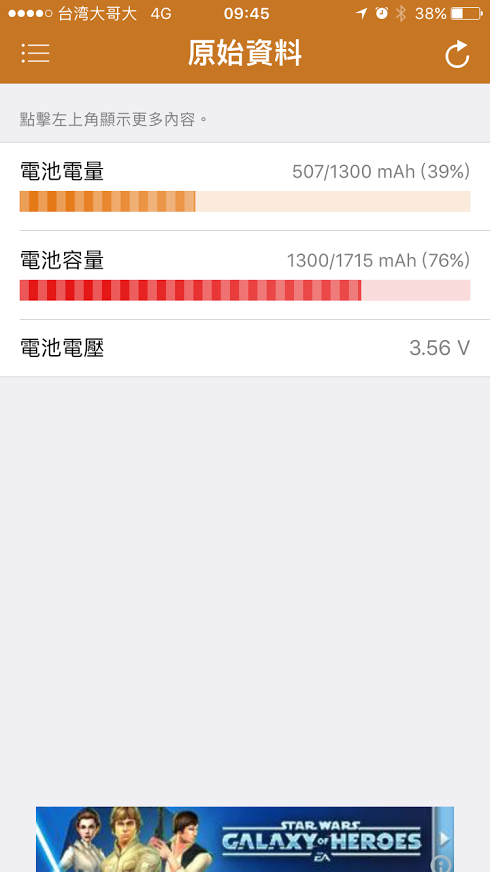 台湾大哥大 4G 09:45 38%
原始資料
點擊左上角顯示更多內容。
電池電量 507/1300 mAh (39%)
電池容量 1300/1715 mAh (76%)
電池電壓 3.56 V
STAR WARS
GALAXY OF HEROES
EA